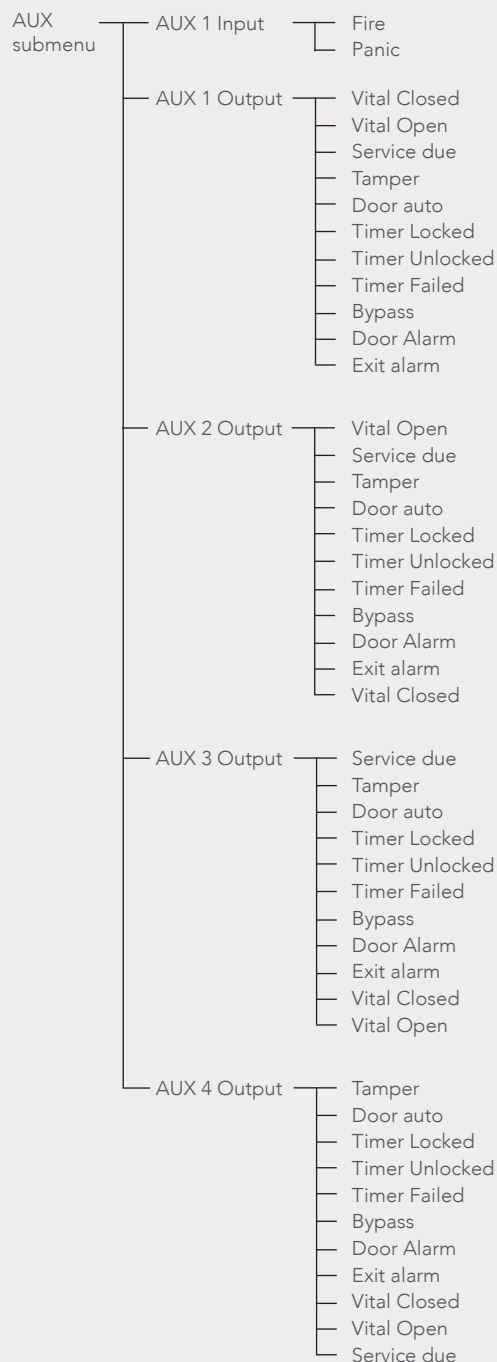 AUX
submenu
AUX 1 Input
Fire
Panic
AUX 1 Output
Vital Closed
Vital Open
Service due
Tamper
Door auto
Timer Locked
Timer Unlocked
Timer Failed
Bypass
Door Alarm
Exit alarm
AUX 2 Output
Vital Open
Service due
Tamper
Door auto
Timer Locked
Timer Unlocked
Timer Failed
Bypass
Door Alarm
Exit alarm
Vital Closed
AUX 3 Output
Service due
Tamper
Door auto
Timer Locked
Timer Unlocked
Timer Failed
Bypass
Door Alarm
Exit alarm
Vital Closed
Vital Open
AUX 4 Output
Tamper
Door auto
Timer Locked
Timer Unlocked
Timer Failed
Bypass
Door Alarm
Exit alarm
Vital Closed
Vital Open
Service due